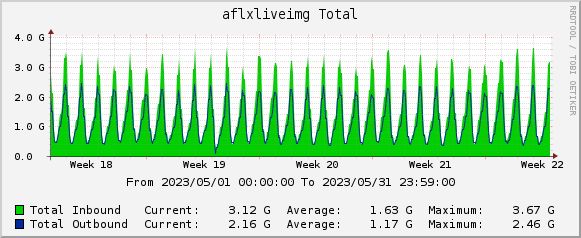 aflxliveimg Total
RRDTOOL / TOBI OETIKER
4.0 G
3.0 G
2.0 G
1.0 G
0.0
Week 18 Week 19 Week 20 Week 21 Week 22
From 2023/05/01 00:00:00 To 2023/05/31 23:59:00
Total Inbound Current: 3.12 G Average: 1.63 G Maximum: 3.67 G
Total Outbound Current: 2.16 G Average: 1.17 G Maximum: 2.46 G